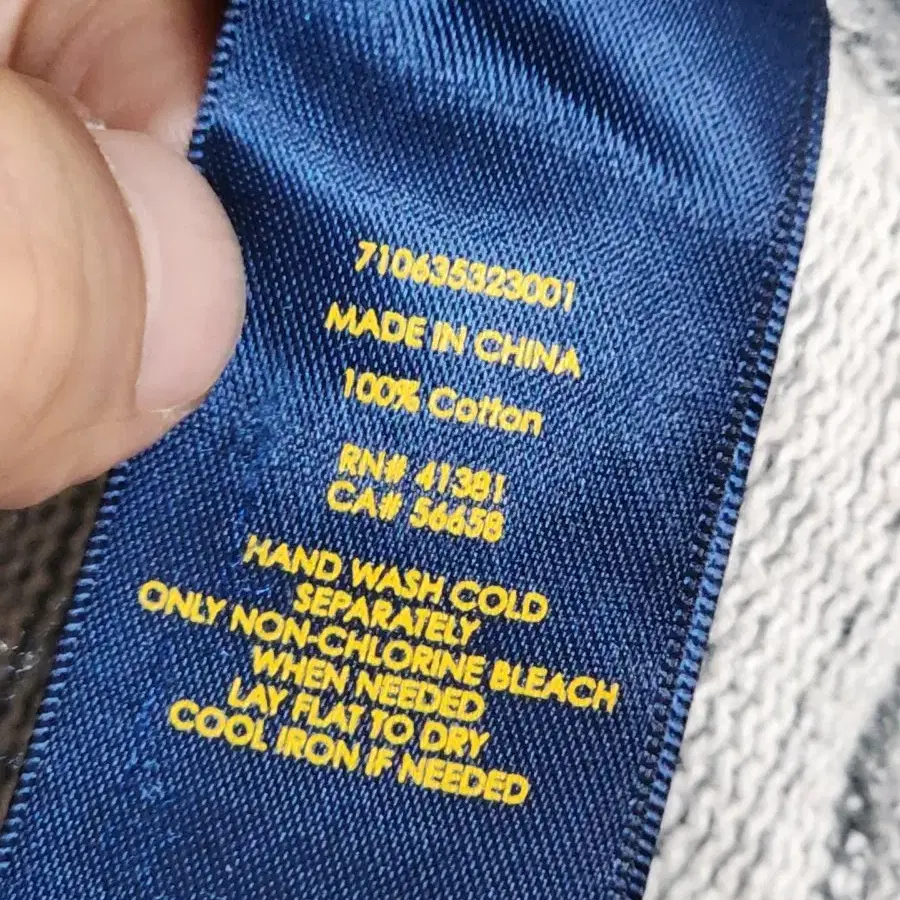 710635323001
MADE IN CHINA
100% Cotton
RN# 41381
CA# 56658
HAND WASH COLD
SEPARATELY
ONLY NON-CHLORINE BLEACH
WHEN NEEDED
LAY FLAT TO DRY
COOL IRON IF NEEDED